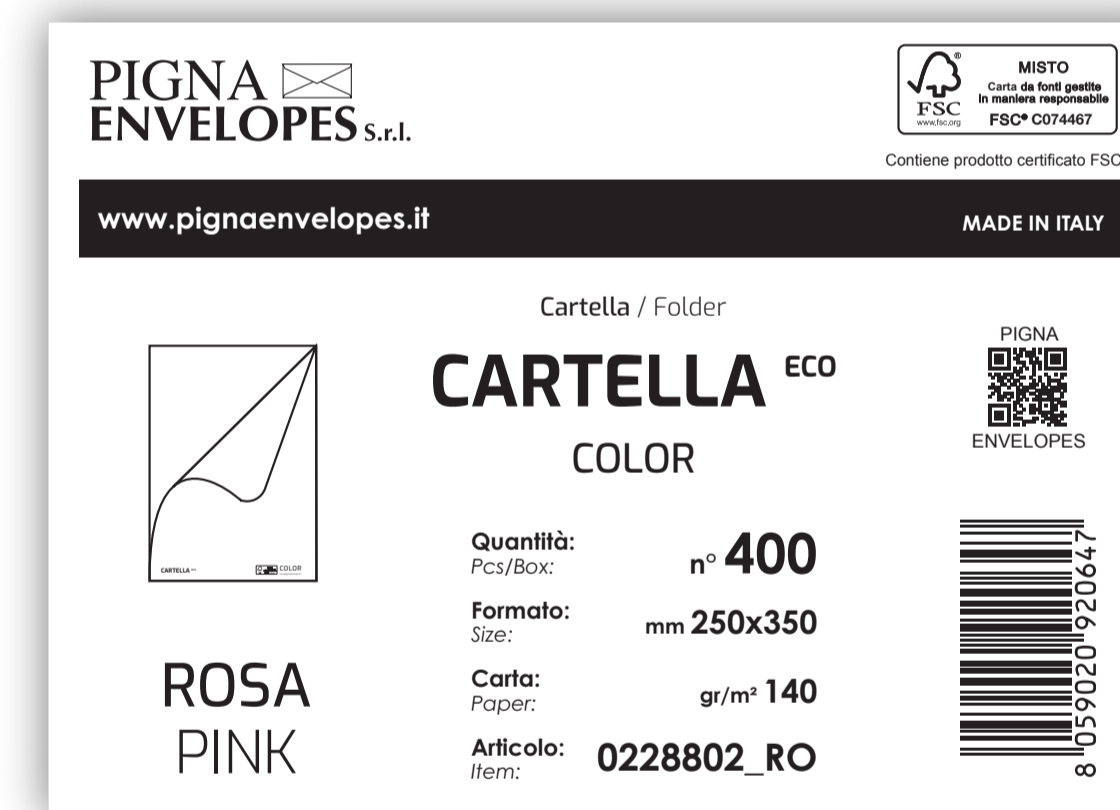 PIGNA
ENVELOPES S.r.l.
FSC®
www.fsc.org
MISTO
Carta da fonti gestite
in maniera responsabile
FSC® C074467
Contiene prodotto certificato FSC
www.pignaenvelopes.it
MADE IN ITALY
Cartella / Folder
CARTELLA ECO
COLOR
PIGNA
ENVELOPES
CARTELLA ECO
COLOR
ROSA
PINK
Quantità:
Pcs/Box:
n° 400
Formato:
Size:
mm 250x350
Carta:
Paper:
gr/m² 140
Articolo:
Item:
0228802_RO
8 059020 920647